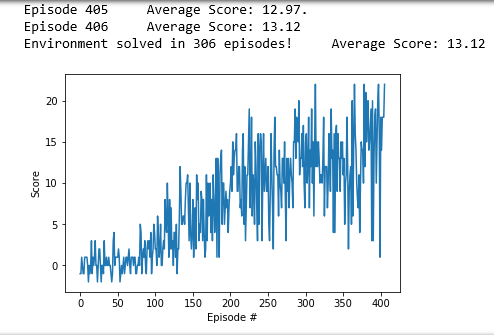 Episode 405 Average Score: 12.97.
Episode 406 Average Score: 13.12
Environment solved in 306 episodes! Average Score: 13.12
20
15
10
5
0
Score
0 50 100 150 200 250 300 350 400
Episode #